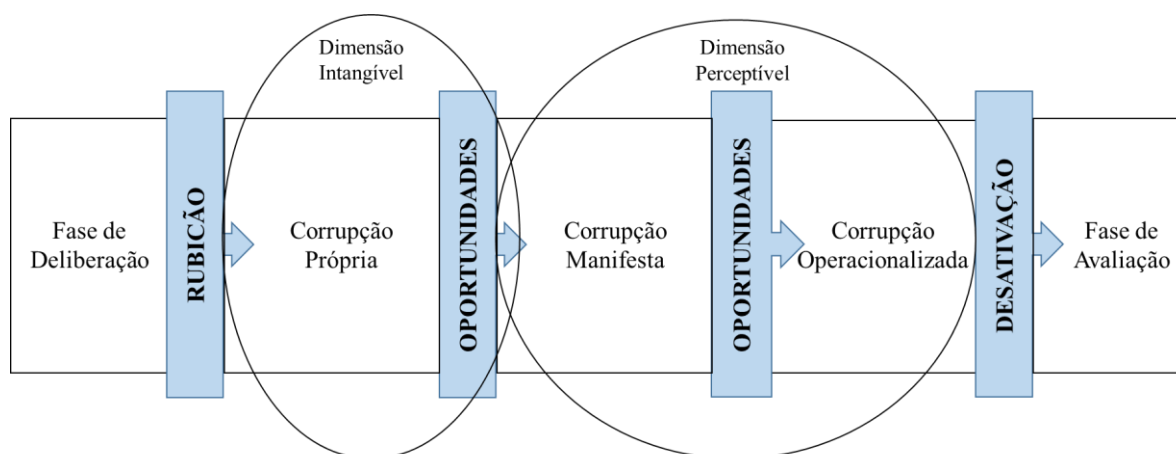 Dimensão
Intangível
Dimensão
Perceptível
Fase de
Deliberação
RUBICÃO
Corrupção
Própria
OPORTUNIDADES
Corrupção
Manifesta
OPORTUNIDADES
Corrupção
Operacionalizada
DESATIVAÇÃO
Fase de
Avaliação